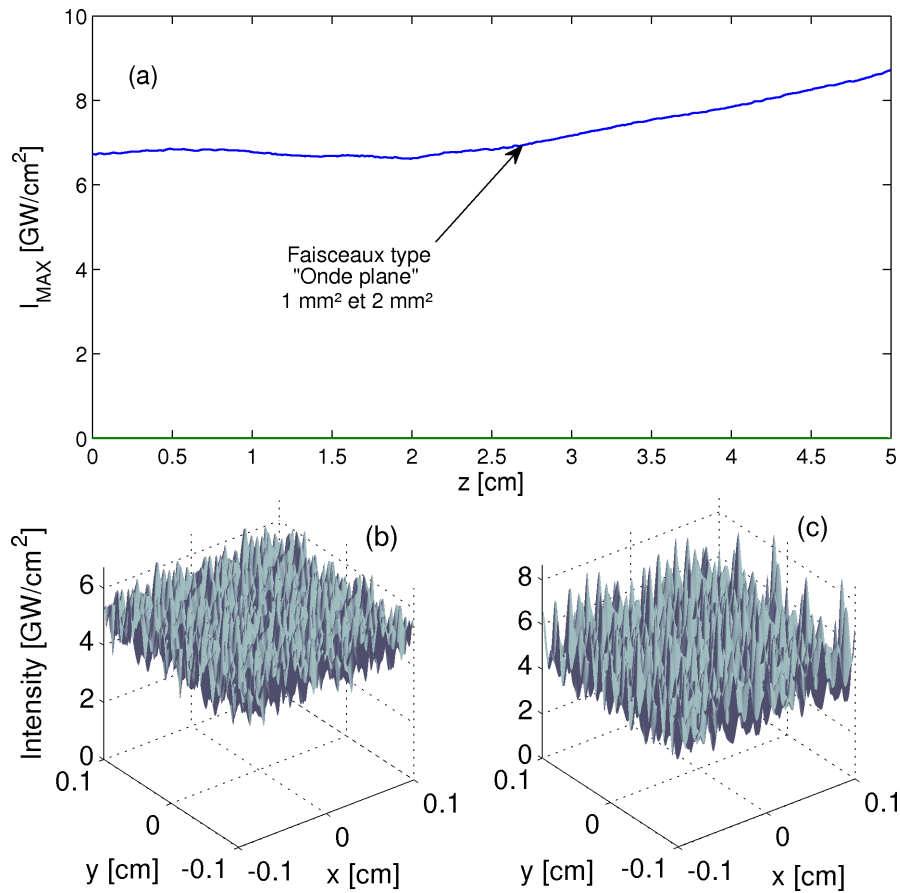 10
8
6
4
2
0
I_MAX [GW/cm²]
(a)
Faisceaux type
"Onde plane"
1 mm² et 2 mm²
0 0.5 1 1.5 2 2.5 3 3.5 4 4.5 5
z [cm]
(b)
Intensity [GW/cm²]
6
4
2
0
0.1
0
-0.1
y [cm]
-0.1
0
0.1
x [cm]
(c)
8
6
4
2
0
0.1
0
-0.1
y [cm]
-0.1
0
0.1
x [cm]